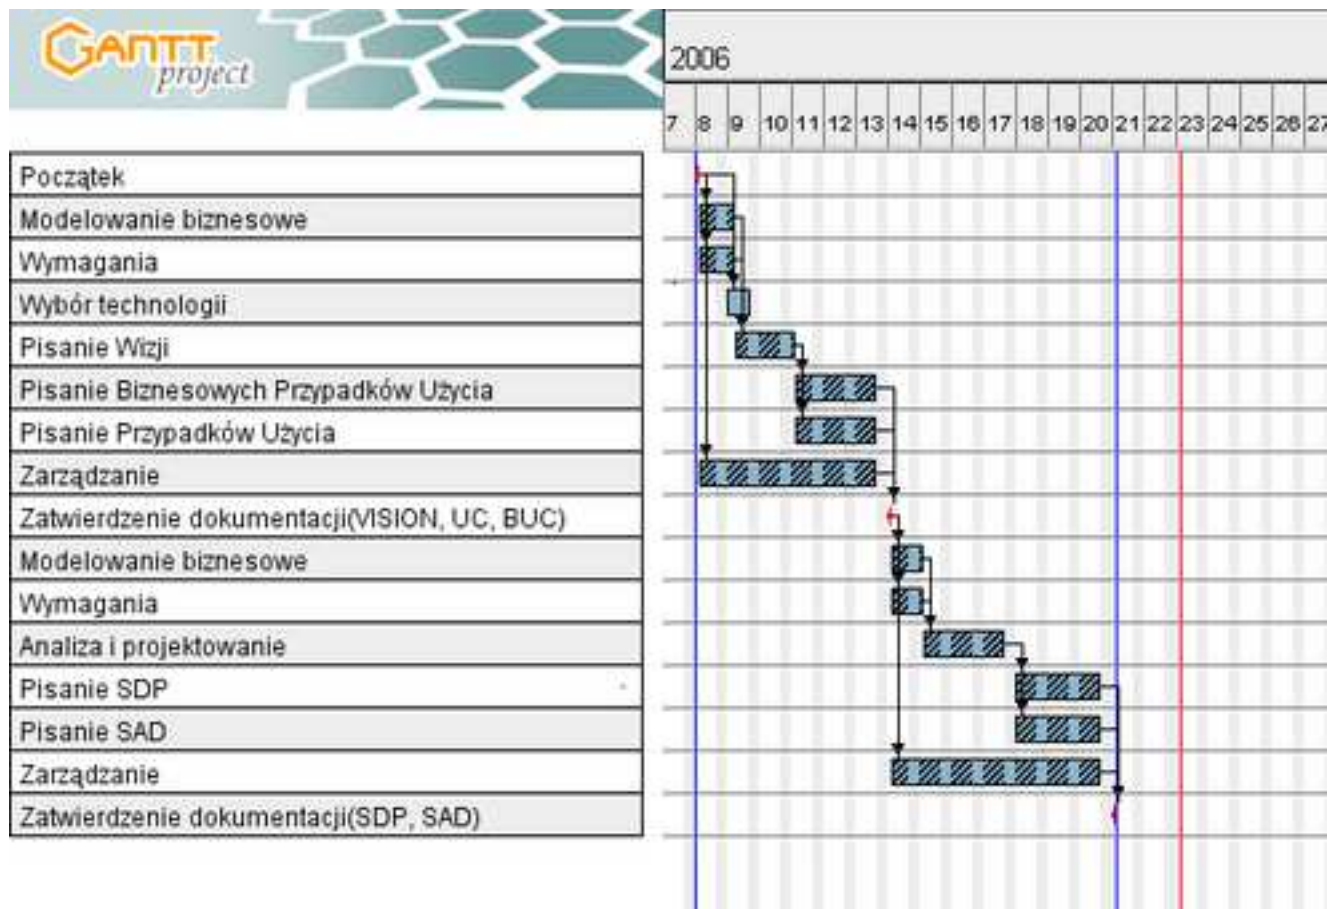 GANTT
project
2006
7 8 9 10 11 12 13 14 15 16 17 18 19 20 21 22 23 24 25 26 27
Początek
Modelowanie biznesowe
Wymagania
Wybór technologii
Pisanie Wizji
Pisanie Biznesowych Przypadków Użycia
Pisanie Przypadków Użycia
Zarządzanie
Zatwierdzenie dokumentacji(VISION, UC, BUC)
Modelowanie biznesowe
Wymagania
Analiza i projektowanie
Pisanie SDP
Pisanie SAD
Zarządzanie
Zatwierdzenie dokumentacji(SDP, SAD)